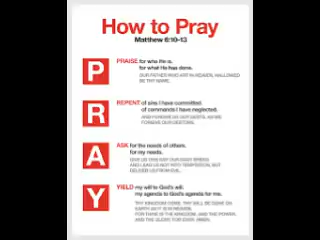 How to Pray
Matthew 6:10-13
P
PRAISE for who He is.
for what He has done.
OUR FATHER WHO ART IN HEAVEN, HALLOWED
BE THY NAME.
R
REPENT of sins I have committed.
of commands I have neglected.
AND FORGIVE US OUR DEBTS, AS WE
FORGIVE OUR DEBTORS.
A
ASK for the needs of others.
for my needs.
GIVE US THIS DAY OUR DAILY BREAD
AND LEAD US NOT INTO TEMPTATION, BUT
DELIVER US FROM EVIL.
Y
YIELD my will to God's will.
my agenda to God's agenda for me.
THY KINGDOM COME, THY WILL BE DONE ON
EARTH AS IT IS IN HEAVEN.
FOR THINE IS THE KINGDOM, AND THE POWER,
AND THE GLORY, FOR EVER. AMEN.